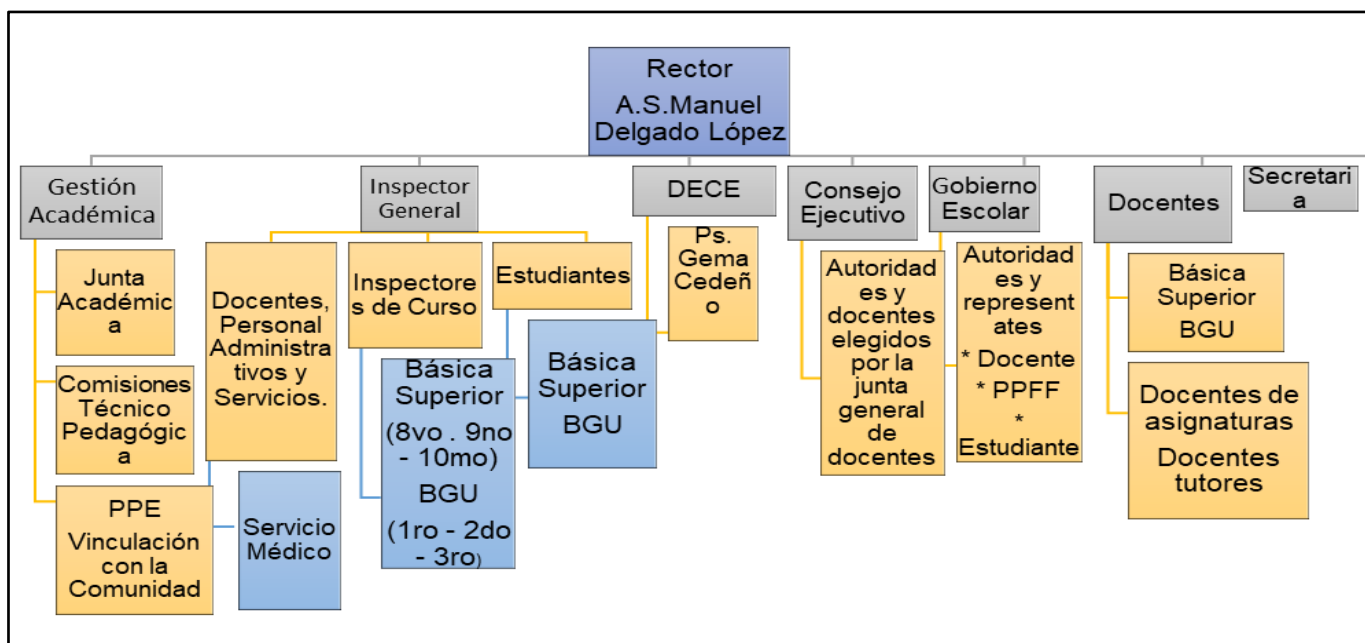 Rector
A.S.Manuel
Delgado López
Gestión
Académica
Inspector
General
DECE
Consejo
Ejecutivo
Gobierno
Escolar
Docentes
Secretari
a
Junta
Académic
a
Comisiones
Técnico
Pedagógic
a
PPE
Vinculación
con la
Comunidad
Docentes,
Personal
Administra
tivos y
Servicios.
Servicio
Médico
Inspectore
s de Curso
Básica
Superior
(8vo . 9no
- 10mo)
BGU
(1ro - 2do
- 3ro)
Estudiantes
Básica
Superior
BGU
Ps.
Gema
Cedeñ
o
Autoridad
es y
docentes
elegidos
por la
junta
general
de
docentes
Autoridad
es y
represent
ates
* Docente
* PPFF
*
Estudiante
Básica
Superior
BGU
Docentes de
asignaturas
Docentes
tutores